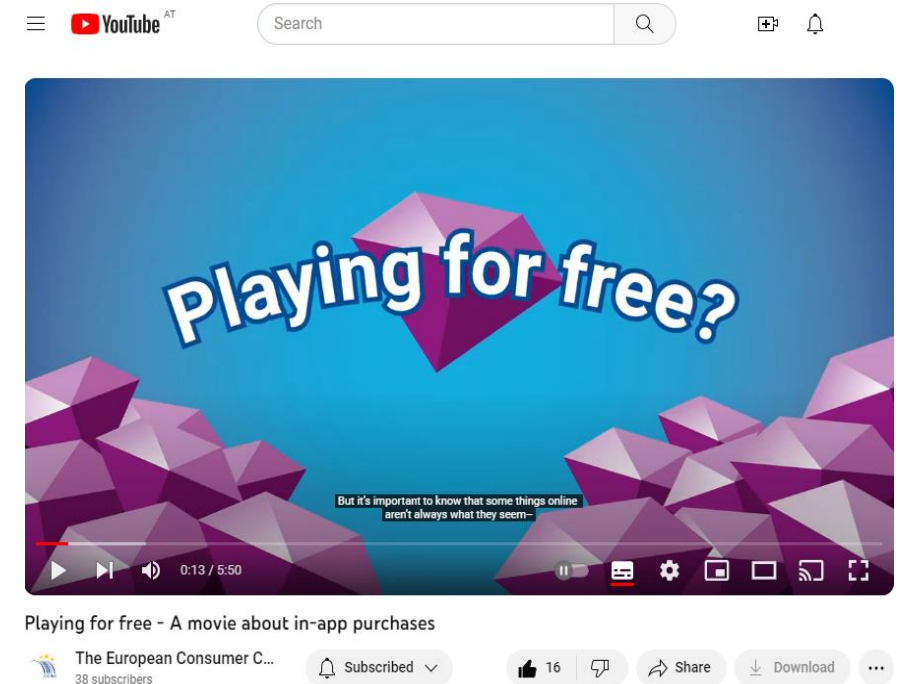 YouTube AT
Search
Playing for free?
But it's important to know that some things online
aren't always what they seem–
0:13 / 5:50
Playing for free - A movie about in-app purchases
The European Consumer C...
Subscribed
16
Share
Download
38 subscribers